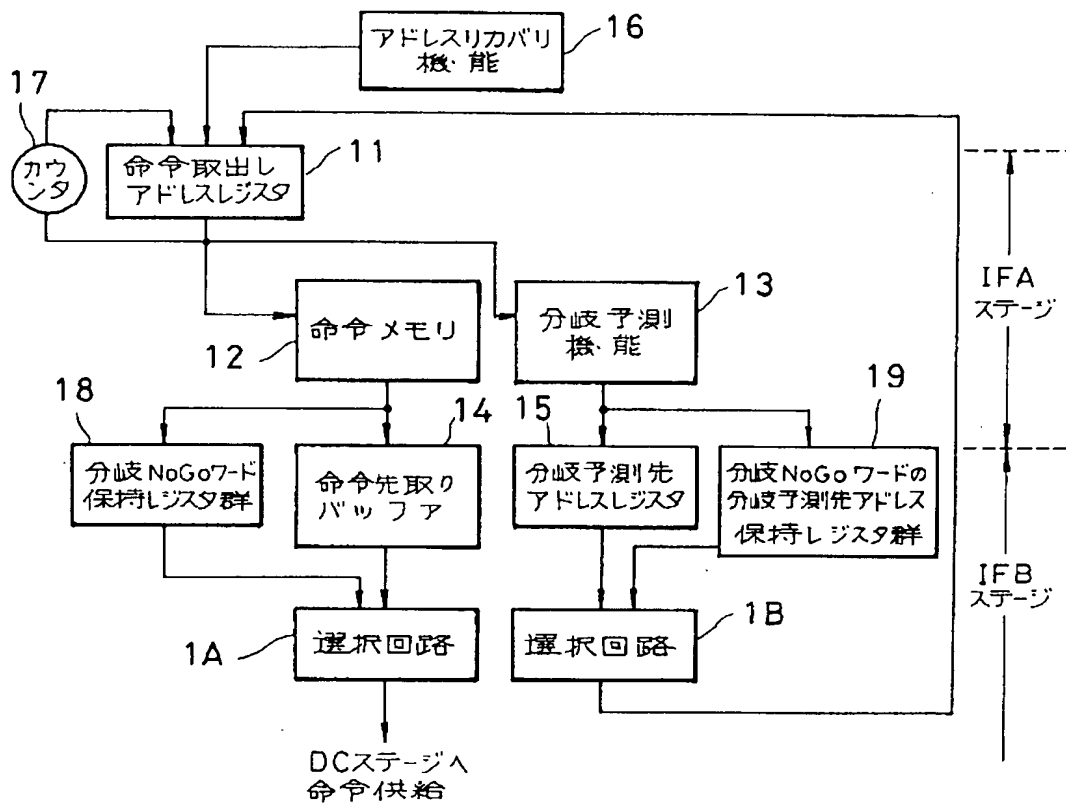 アドレスリカバリ
機能
16
17
カウ
ンタ
命令取出し
アドレスレジスタ
11
IFA
ステージ
命令メモリ
12
分岐予測
機能
13
18
分岐NoGoワード
保持レジスタ群
14
命令先取り
バッファ
15
分岐予測先
アドレスレジスタ
19
分岐NoGoワードの
分岐予測先アドレス
保持レジスタ群
IFB
ステージ
1A
選択回路
1B
選択回路
DCステージへ
命令供給